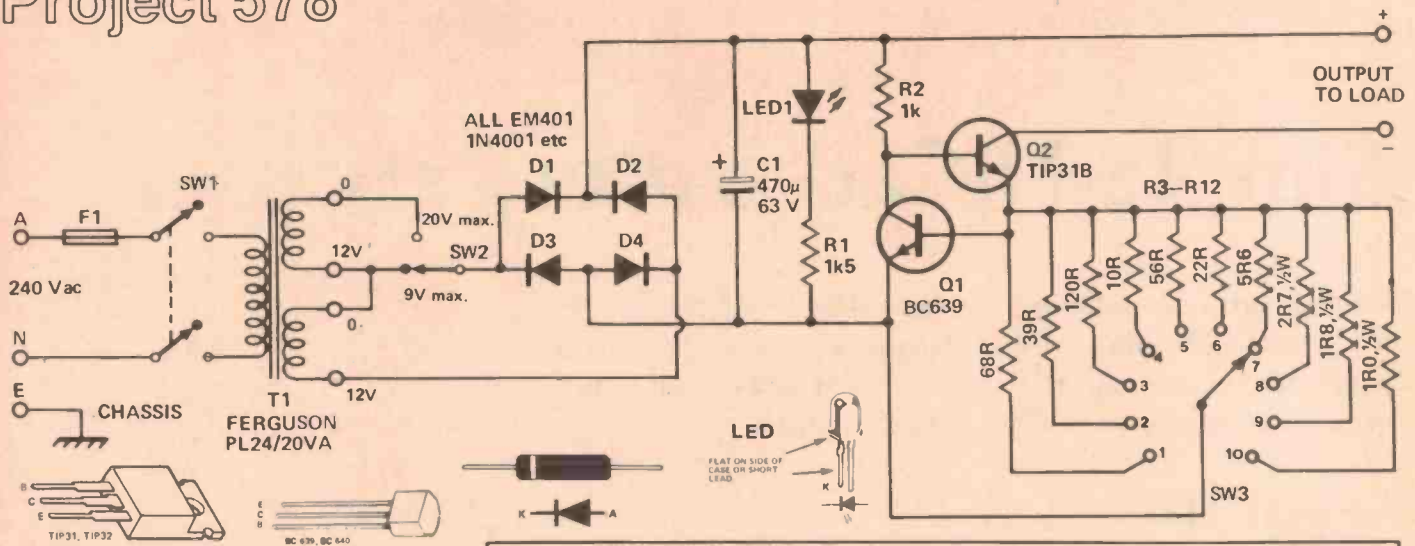 Project 578
ALL EM401
1N4001 etc
D1
D2
D3
D4
A
F1
SW1
240 Vac
N
E
CHASSIS
0
20V max.
12V
SW2
9V max.
0
12V
T1
FERGUSON
PL24/20VA
+
C1
470µ
63 V
LED1
R1
1k5
R2
1k
Q2
TIP31B
Q1
BC639
+
OUTPUT
TO LOAD
–
R3–R12
68R
39R
120R
10R
56R
22R
5R6
2R7,½W
1R8,½W
1R0,½W
1
2
3
4
5
6
7
8
9
10
SW3
B
C
E
TIP31, TIP32
E
C
B
BC 639, BC 640
K
A
LED
FLAT ON SIDE OF
CASE OR SHORT
LEAD
K